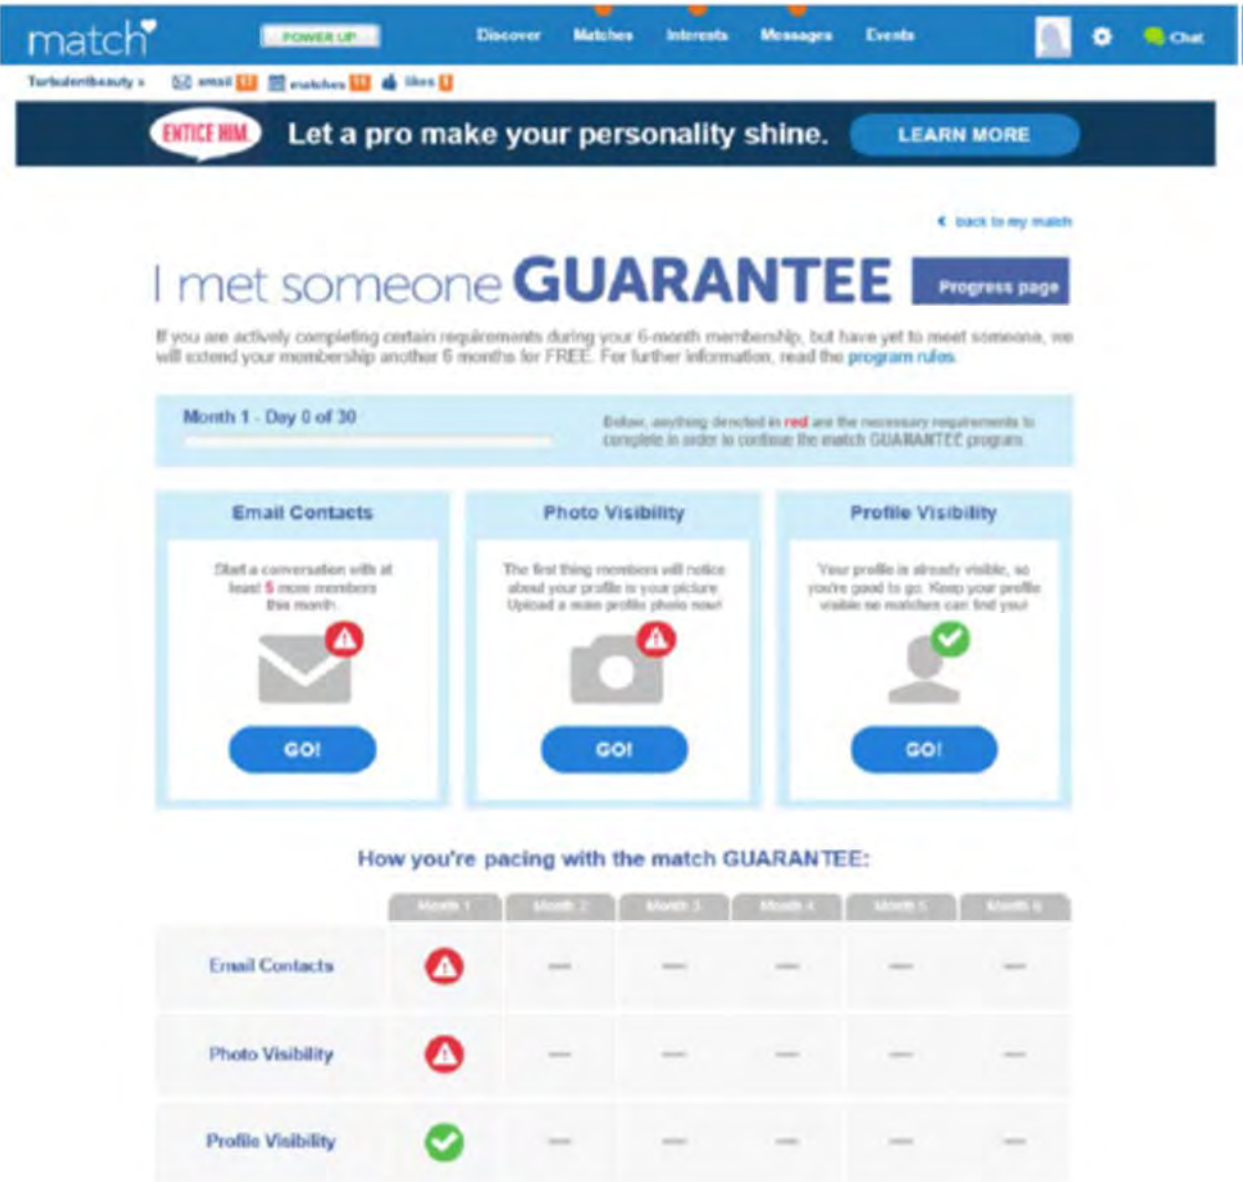 match
POWER UP
Discover Matches Interests Messages Events
Chat
Turbulentbeauty »
email
matches
likes
ENTICE HIM.
Let a pro make your personality shine.
LEARN MORE
back to my match
I met someone GUARANTEE
Progress page
If you are actively completing certain requirements during your 6-month membership, but have yet to meet someone, we
will extend your membership another 6 months for FREE. For further information, read the program rules.
Month 1 - Day 0 of 30
Below, anything denoted in red are the necessary requirements to
complete in order to continue the match GUARANTEE program.
Email Contacts
Start a conversation with at
least 5 more members
this month.
GO!
Photo Visibility
The first thing members will notice
about your profile is your picture.
Upload a main profile photo now!
GO!
Profile Visibility
Your profile is already visible, so
you're good to go. Keep your profile
visible so matches can find you!
GO!
How you're pacing with the match GUARANTEE:
Month 1 Month 2 Month 3 Month 4 Month 5 Month 6
Email Contacts
Photo Visibility
Profile Visibility